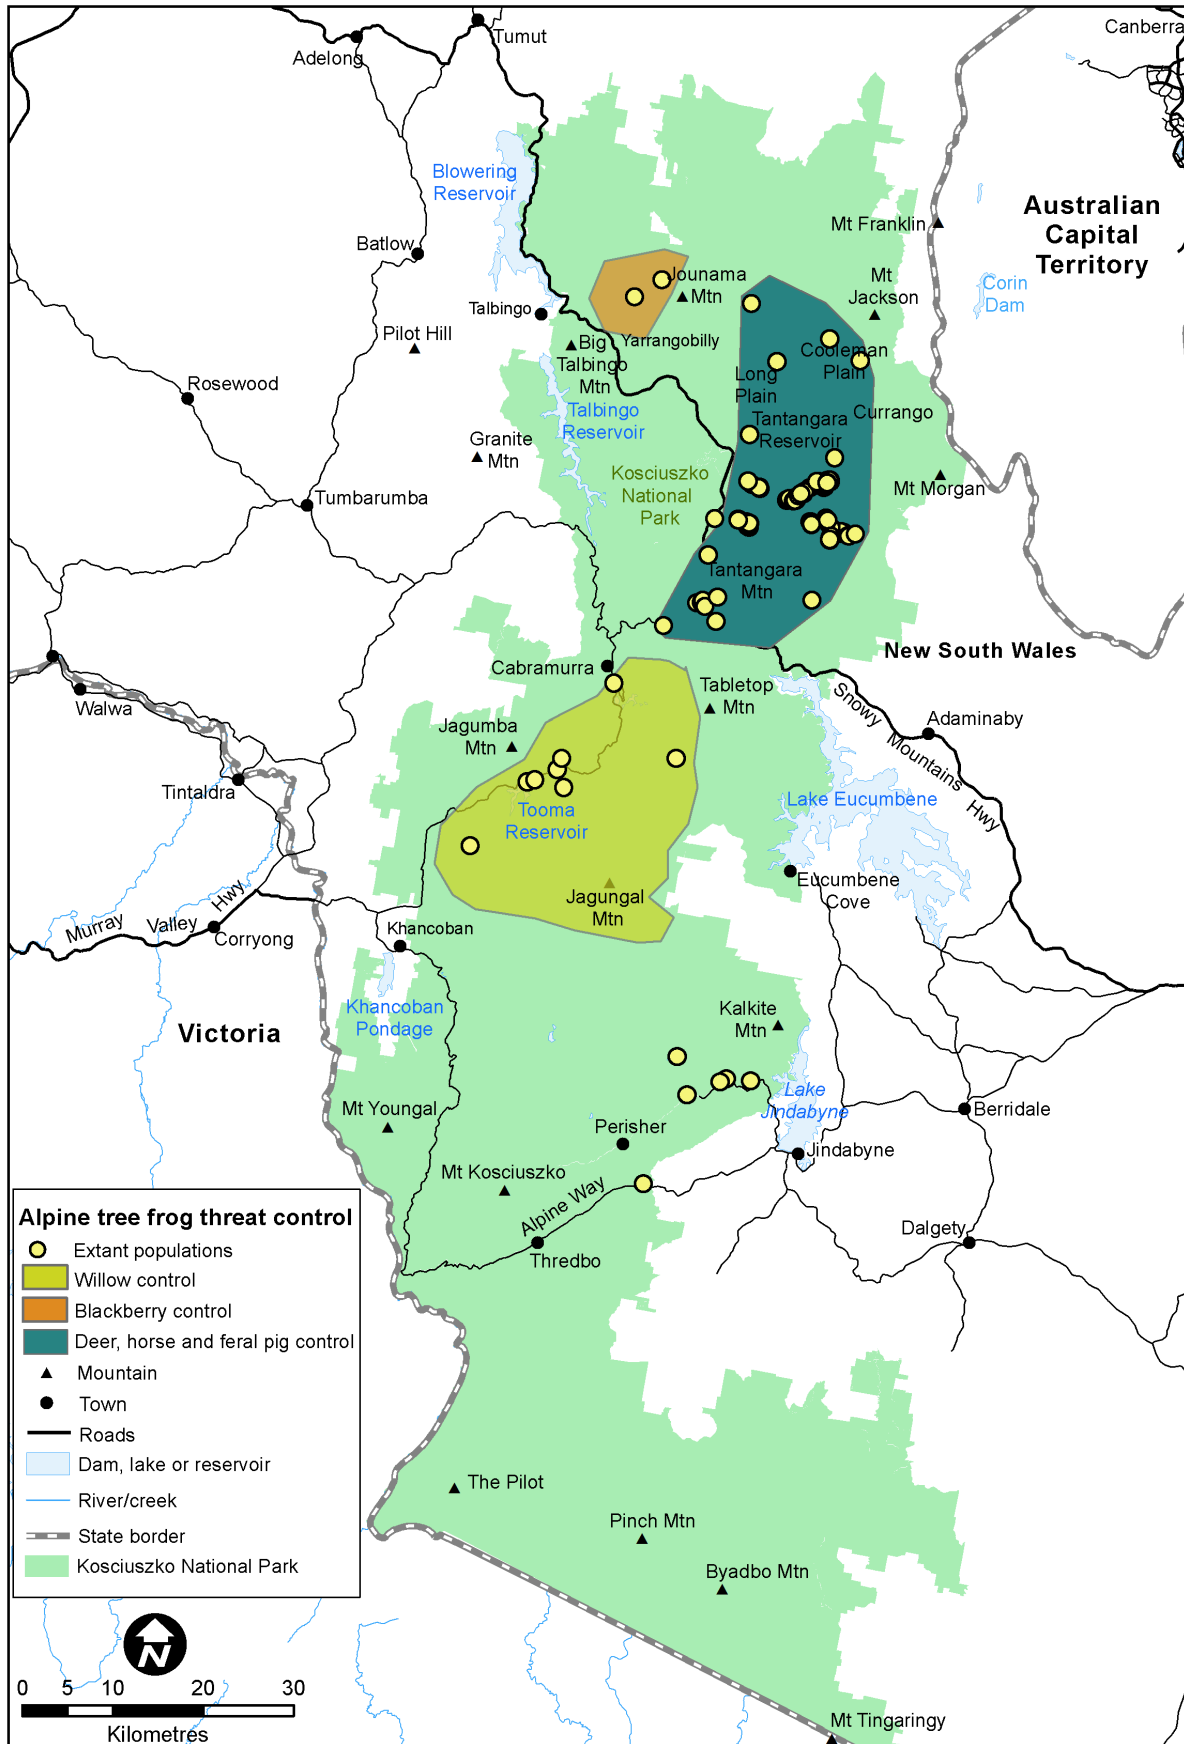 Canberra
Tumut
Adelong
Blowering
Reservoir
Australian
Capital
Territory
Mt Franklin
Batlow
Jounama
Mtn
Mt
Jackson
Corin
Dam
Talbingo
Pilot Hill
Big
Talbingo
Mtn
Yarrangobilly
Cooleman
Plain
Long
Plain
Rosewood
Talbingo
Reservoir
Tantangara
Reservoir
Currango
Granite
Mtn
Kosciuszko
National
Park
Mt Morgan
Tumbarumba
Tantangara
Mtn
New South Wales
Cabramurra
Tabletop
Mtn
Walwa
Snowy Mountains Hwy
Adaminaby
Jagumba
Mtn
Tintaldra
Lake Eucumbene
Tooma
Reservoir
Eucumbene
Cove
Jagungal
Mtn
Murray Valley Hwy
Corryong
Khancoban
Khancoban
Pondage
Victoria
Kalkite
Mtn
Lake
Jindabyne
Mt Youngal
Perisher
Berridale
Jindabyne
Mt Kosciuszko
Alpine Way
Thredbo
Dalgety
Alpine tree frog threat control
Extant populations
Willow control
Blackberry control
Deer, horse and feral pig control
Mountain
Town
Roads
Dam, lake or reservoir
River/creek
State border
Kosciuszko National Park
The Pilot
Pinch Mtn
Byadbo Mtn
N
0 5 10 20 30
Kilometres
Mt Tingaringy